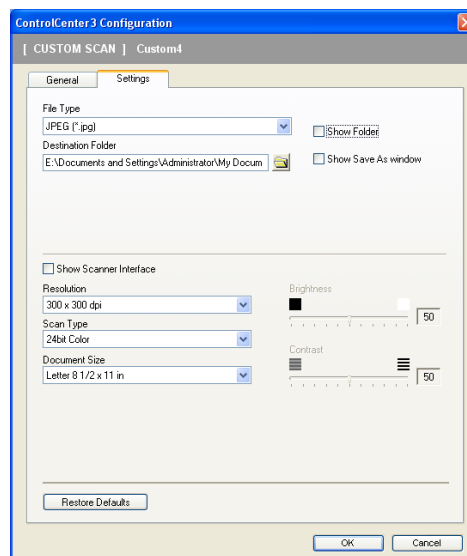 ControlCenter3 Configuration
[ CUSTOM SCAN ] Custom4
General Settings
File Type
JPEG (*.jpg)
Show Folder
Destination Folder
E:\Documents and Settings\Administrator\My Docum
Show Save As window
Show Scanner Interface
Resolution
Brightness
300 x 300 dpi
50
Scan Type
24bit Color
Contrast
Document Size
Letter 8 1/2 x 11 in
50
Restore Defaults
OK Cancel